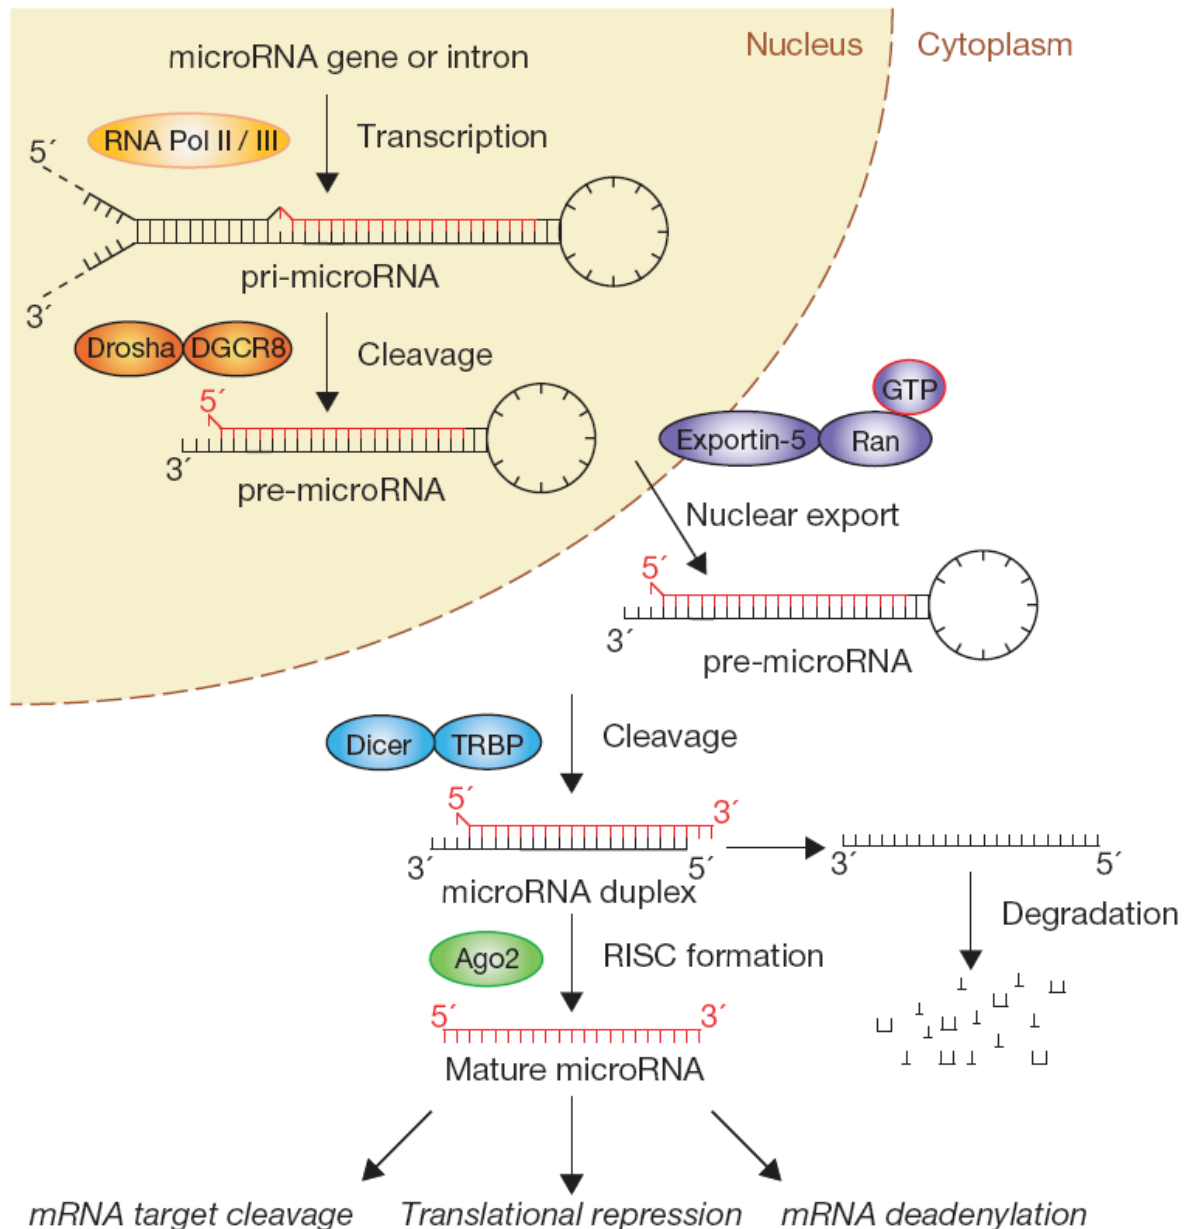 microRNA gene or intron
Nucleus
Cytoplasm
RNA Pol II / III
Transcription
5´
3´
pri-microRNA
Drosha
DGCR8
Cleavage
5´
3´
pre-microRNA
GTP
Exportin-5
Ran
Nuclear export
5´
3´
pre-microRNA
Dicer
TRBP
Cleavage
5´
3´
3´
5´
microRNA duplex
3´
5´
Degradation
Ago2
RISC formation
5´
3´
Mature microRNA
mRNA target cleavage
Translational repression
mRNA deadenylation